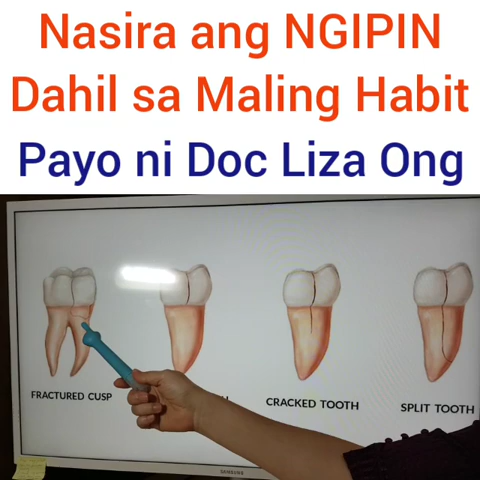 Nasira ang NGIPIN
Dahil sa Maling Habit
Payo ni Doc Liza Ong
FRACTURED CUSP
CRACKED TOOTH
SPLIT TOOTH
SAMSUNG